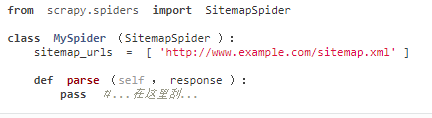 from scrapy.spiders import SitemapSpider
class MySpider (SitemapSpider ) :
sitemap_urls = [ 'http://www.example.com/sitemap.xml' ]
def parse (self , response ) :
pass #...在这里刮...